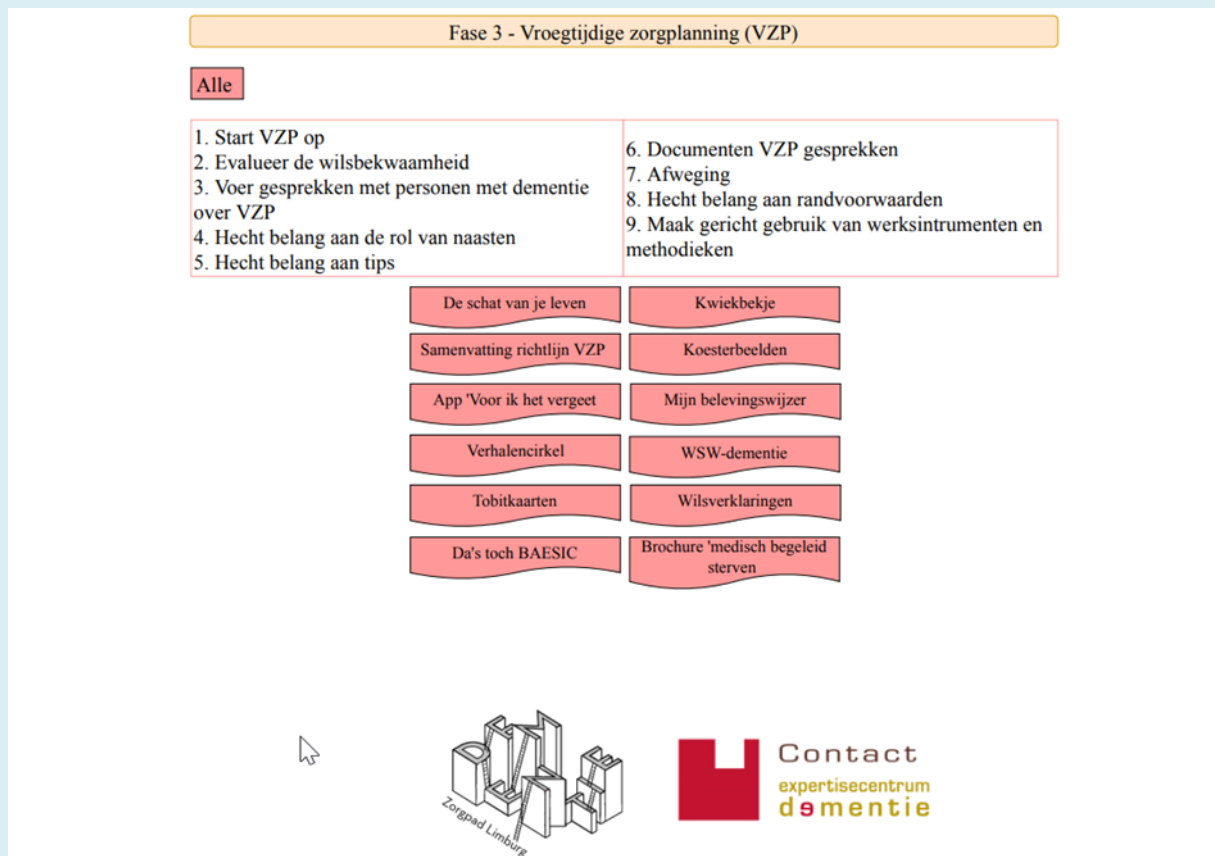 Fase 3 - Vroegtijdige zorgplanning (VZP)
Alle
1. Start VZP op
2. Evalueer de wilsbekwaamheid
3. Voer gesprekken met personen met dementie
over VZP
4. Hecht belang aan de rol van naasten
5. Hecht belang aan tips
6. Documenten VZP gesprekken
7. Afweging
8. Hecht belang aan randvoorwaarden
9. Maak gericht gebruik van werksintrumenten en
methodieken
De schat van je leven
Kwiekbekje
Samenvatting richtlijn VZP
Koesterbeelden
App 'Voor ik het vergeet
Mijn belevingswijzer
Verhalencirkel
WSW-dementie
Tobitkaarten
Wilsverklaringen
Da's toch BAESIC
Brochure 'medisch begeleid
sterven
Zorgpad Limburg
Contact
expertisecentrum
dementie